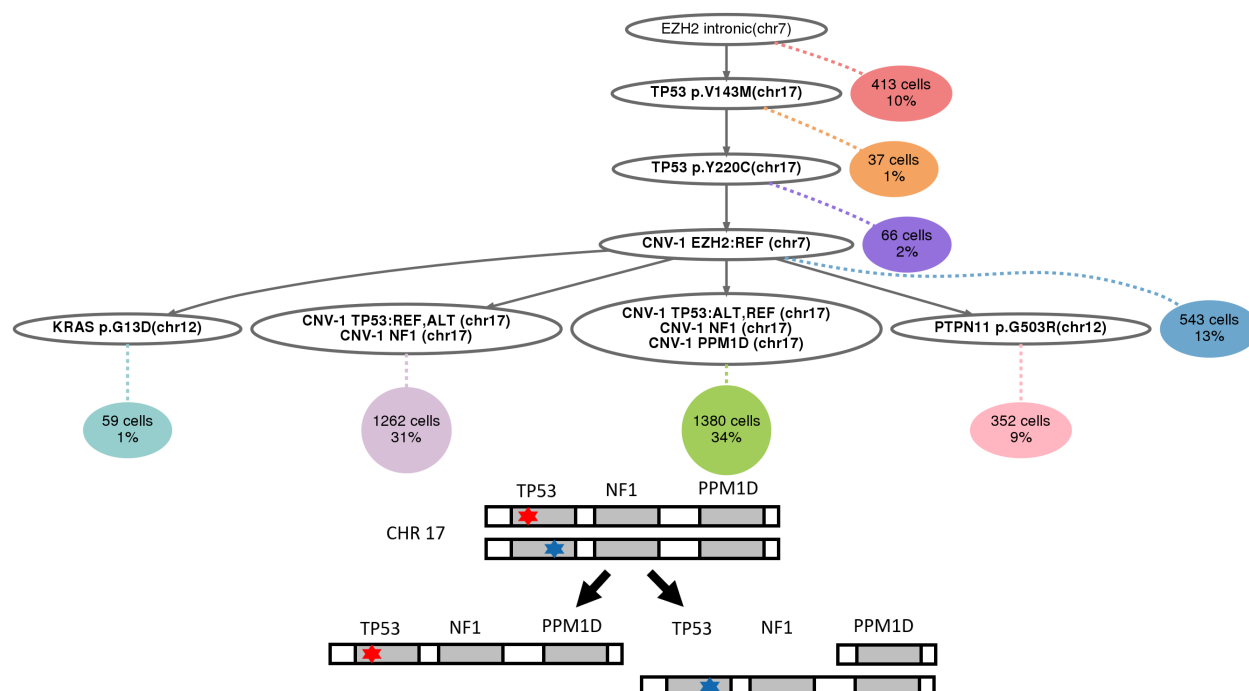 EZH2 intronic(chr7)
413 cells
10%
TP53 p.V143M(chr17)
37 cells
1%
TP53 p.Y220C(chr17)
66 cells
2%
CNV-1 EZH2:REF (chr7)
543 cells
13%
KRAS p.G13D(chr12)
CNV-1 TP53:REF,ALT (chr17)
CNV-1 NF1 (chr17)
CNV-1 TP53:ALT,REF (chr17)
CNV-1 NF1 (chr17)
CNV-1 PPM1D (chr17)
PTPN11 p.G503R(chr12)
59 cells
1%
1262 cells
31%
1380 cells
34%
352 cells
9%
TP53 NF1 PPM1D
CHR 17
TP53 NF1 PPM1D
TP53 NF1 PPM1D